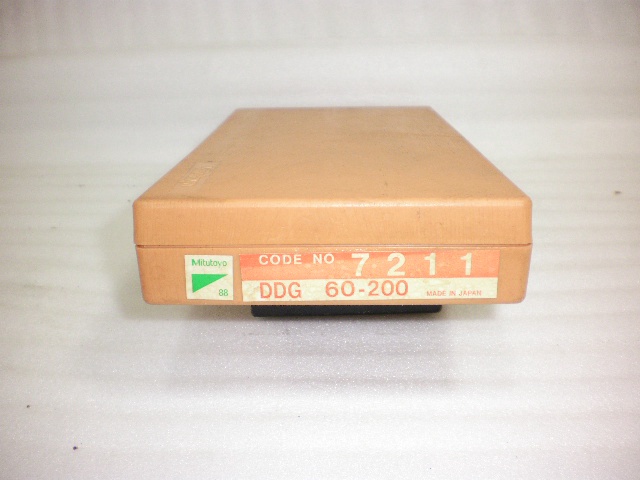 Mitutoyo
88
CODE NO 7211
DDG 60-200 MADE IN JAPAN